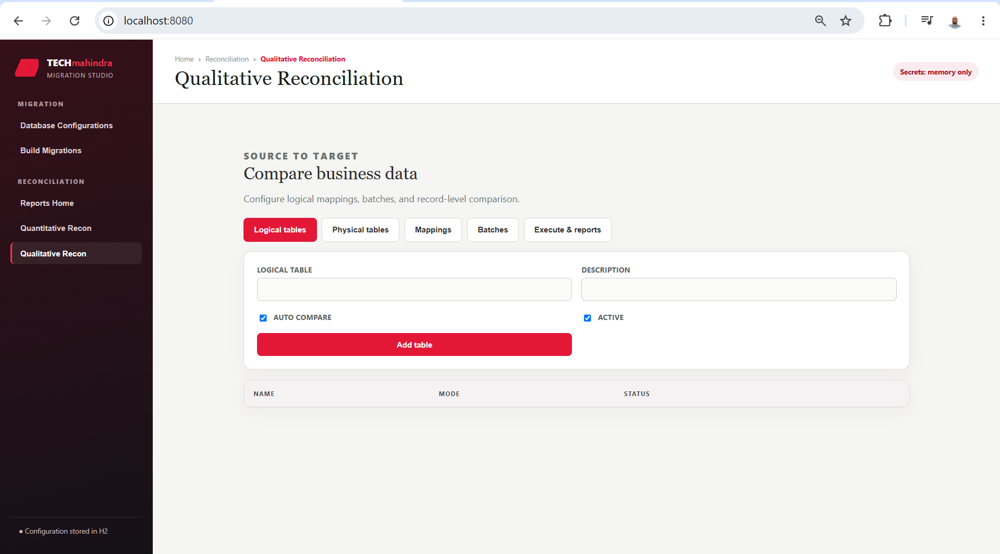 localhost:8080
TECHmahindra
MIGRATION STUDIO
MIGRATION
Database Configurations
Build Migrations
RECONCILIATION
Reports Home
Quantitative Recon
Qualitative Recon
● Configuration stored in H2
Home › Reconciliation › Qualitative Reconciliation
Qualitative Reconciliation
Secrets: memory only
SOURCE TO TARGET
Compare business data
Configure logical mappings, batches, and record-level comparison.
Logical tables Physical tables Mappings Batches Execute & reports
LOGICAL TABLE DESCRIPTION
AUTO COMPARE ACTIVE
Add table
NAME MODE STATUS